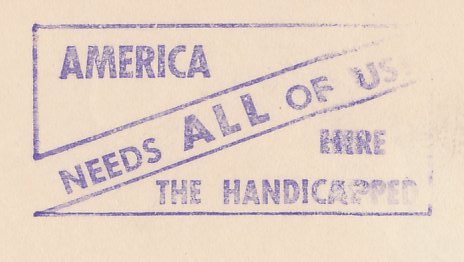 AMERICA
NEEDS ALL OF US
HIRE
THE HANDICAPPED